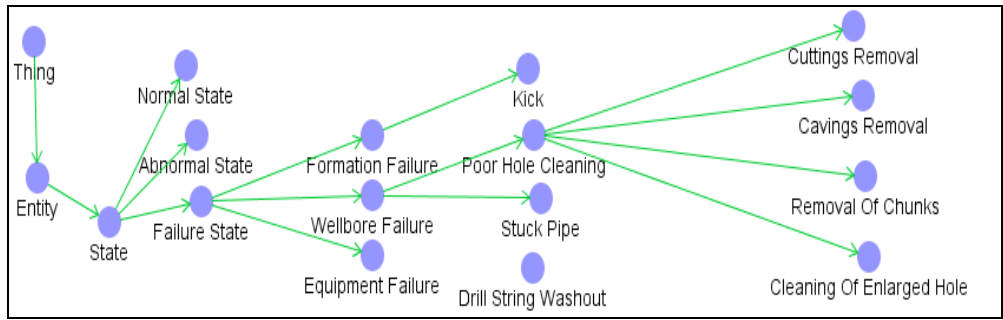 Thing
Entity
State
Normal State
Abnormal State
Failure State
Formation Failure
Wellbore Failure
Equipment Failure
Kick
Poor Hole Cleaning
Stuck Pipe
Drill String Washout
Cuttings Removal
Cavings Removal
Removal Of Chunks
Cleaning Of Enlarged Hole